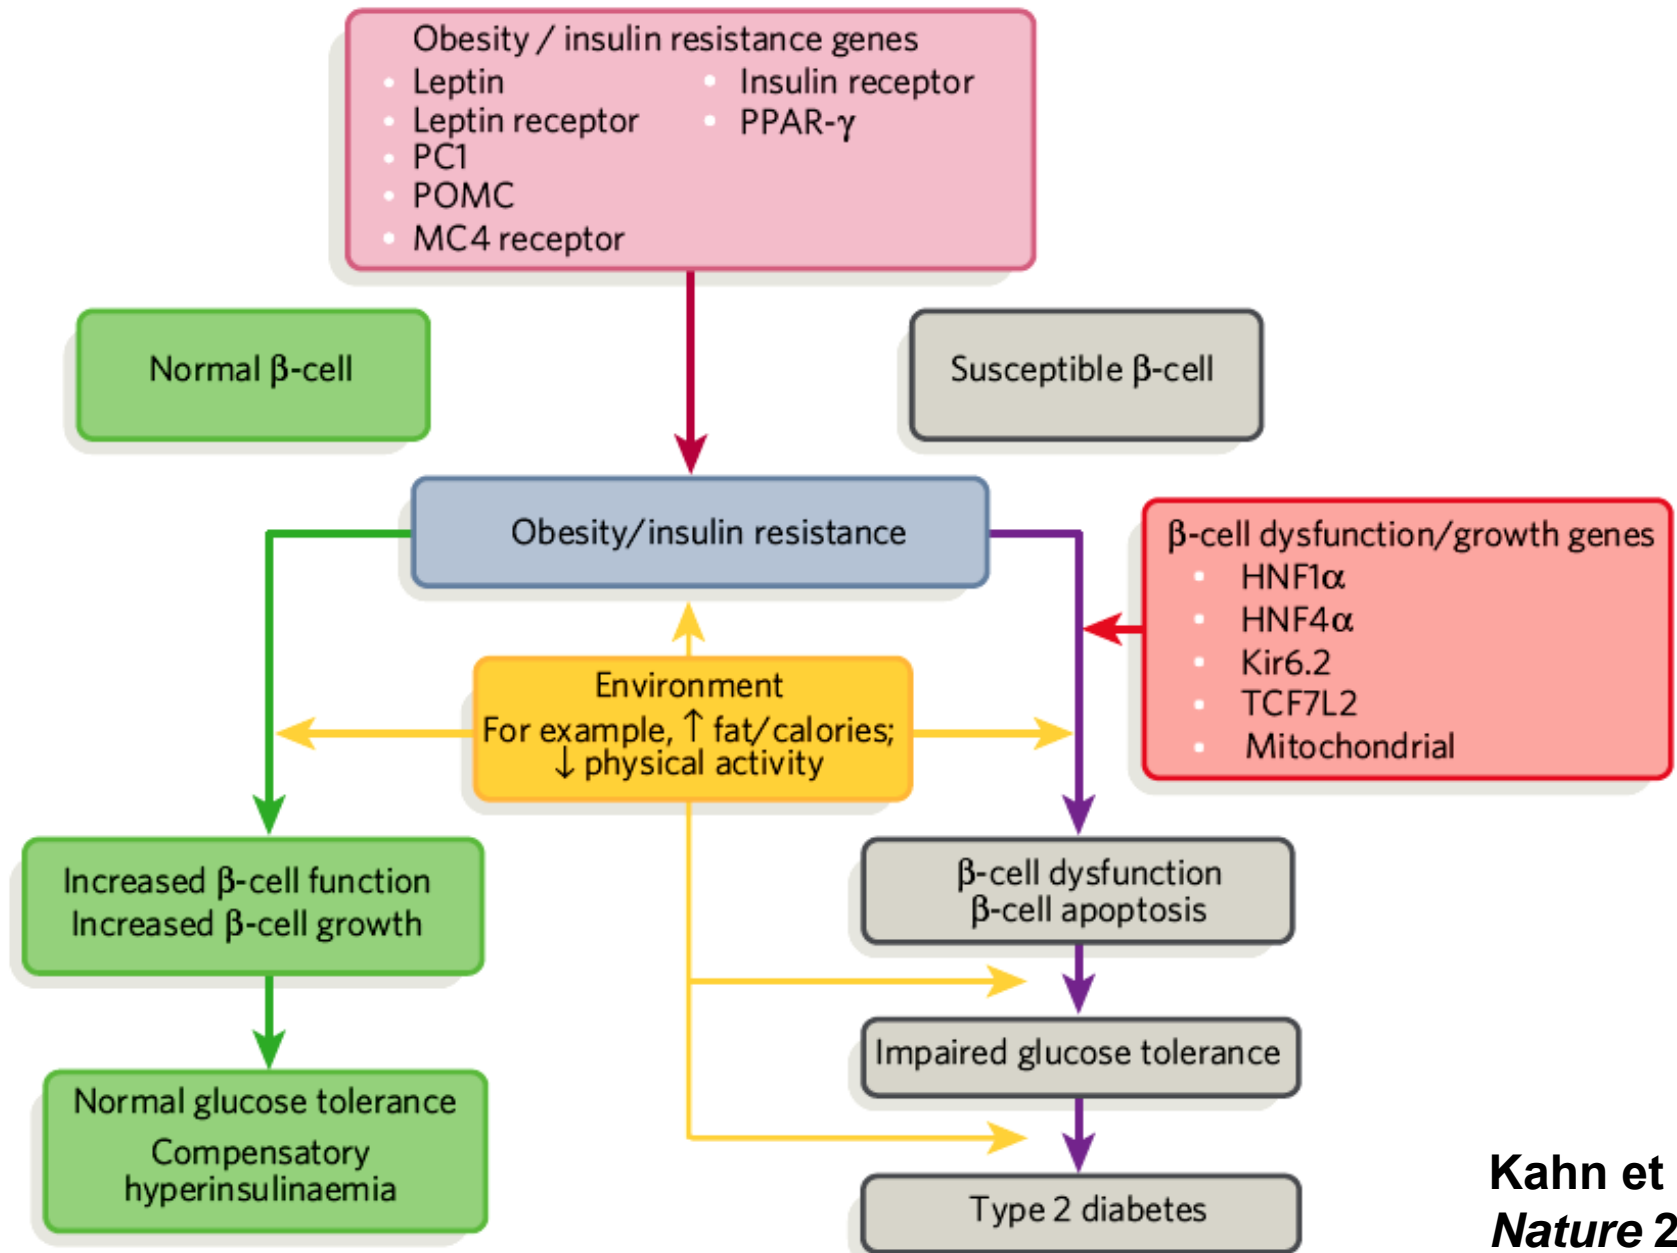 Obesity / insulin resistance genes
• Leptin
• Leptin receptor
• PC1
• POMC
• MC4 receptor
• Insulin receptor
• PPAR-γ
Normal β-cell
Susceptible β-cell
Obesity/insulin resistance
β-cell dysfunction/growth genes
• HNF1α
• HNF4α
• Kir6.2
• TCF7L2
• Mitochondrial
Environment
For example, ↑ fat/calories;
↓ physical activity
Increased β-cell function
Increased β-cell growth
β-cell dysfunction
β-cell apoptosis
Impaired glucose tolerance
Normal glucose tolerance
Compensatory
hyperinsulinaemia
Type 2 diabetes
Kahn et
Nature 2